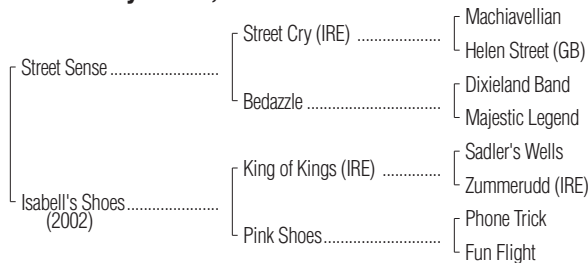 Machiavellian
Street Cry (IRE) ..................
Helen Street (GB)
Street Sense ........................
Dixieland Band
Bedazzle .............................
Majestic Legend
Sadler's Wells
King of Kings (IRE) .............
Zummerudd (IRE)
Isabell's Shoes .....................
(2002)
Phone Trick
Pink Shoes..........................
Fun Flight